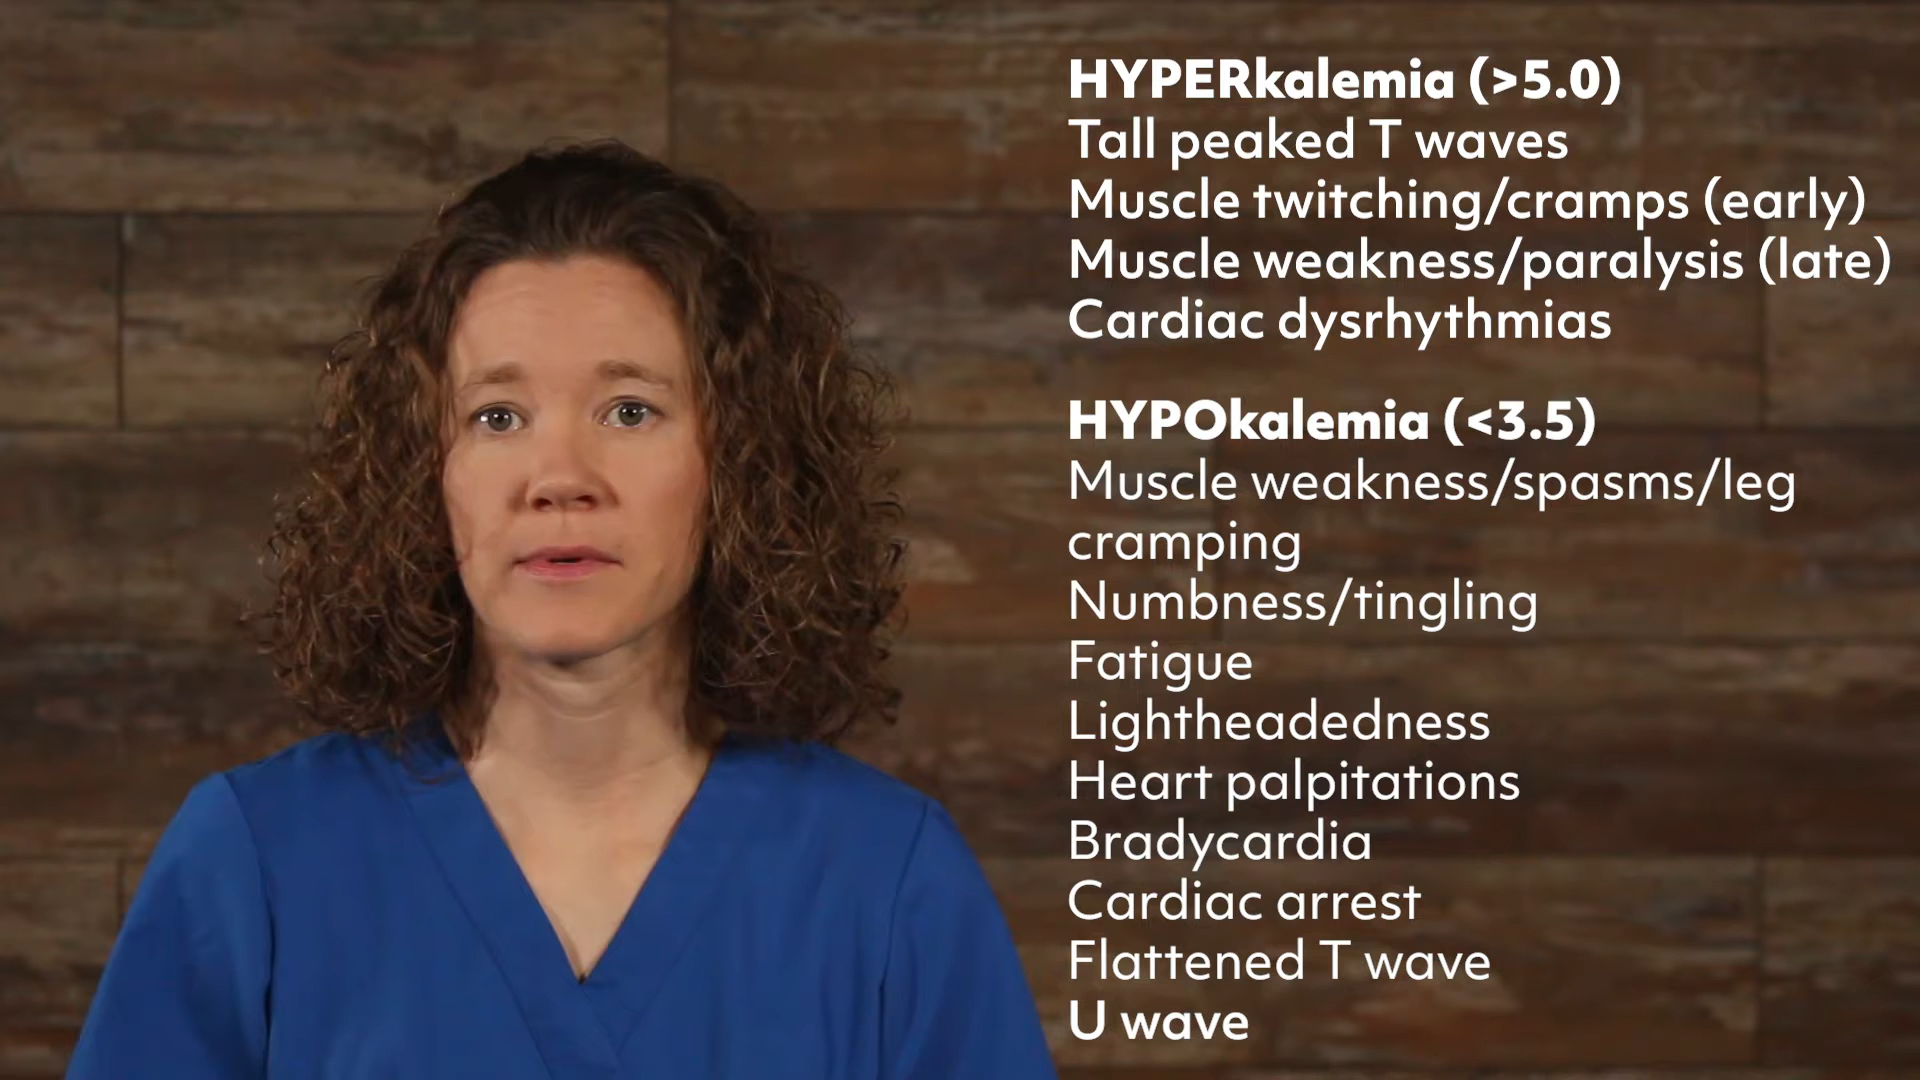 HYPERkalemia (>5.0)
Tall peaked T waves
Muscle twitching/cramps (early)
Muscle weakness/paralysis (late)
Cardiac dysrhythmias
HYPOkalemia (<3.5)
Muscle weakness/spasms/leg
cramping
Numbness/tingling
Fatigue
Lightheadedness
Heart palpitations
Bradycardia
Cardiac arrest
Flattened T wave
U wave